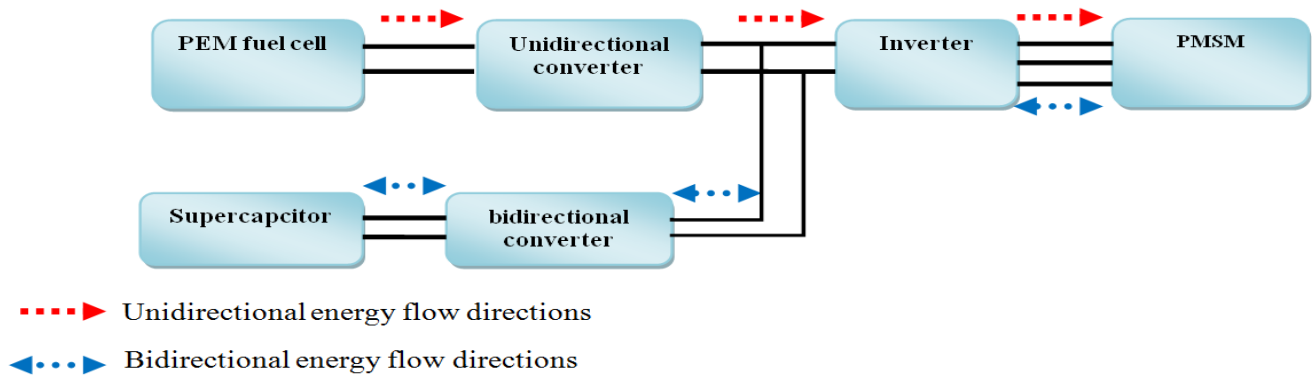 PEM fuel cell
Unidirectional
converter
Inverter
PMSM
Supercapcitor
bidirectional
converter
Unidirectional energy flow directions
Bidirectional energy flow directions